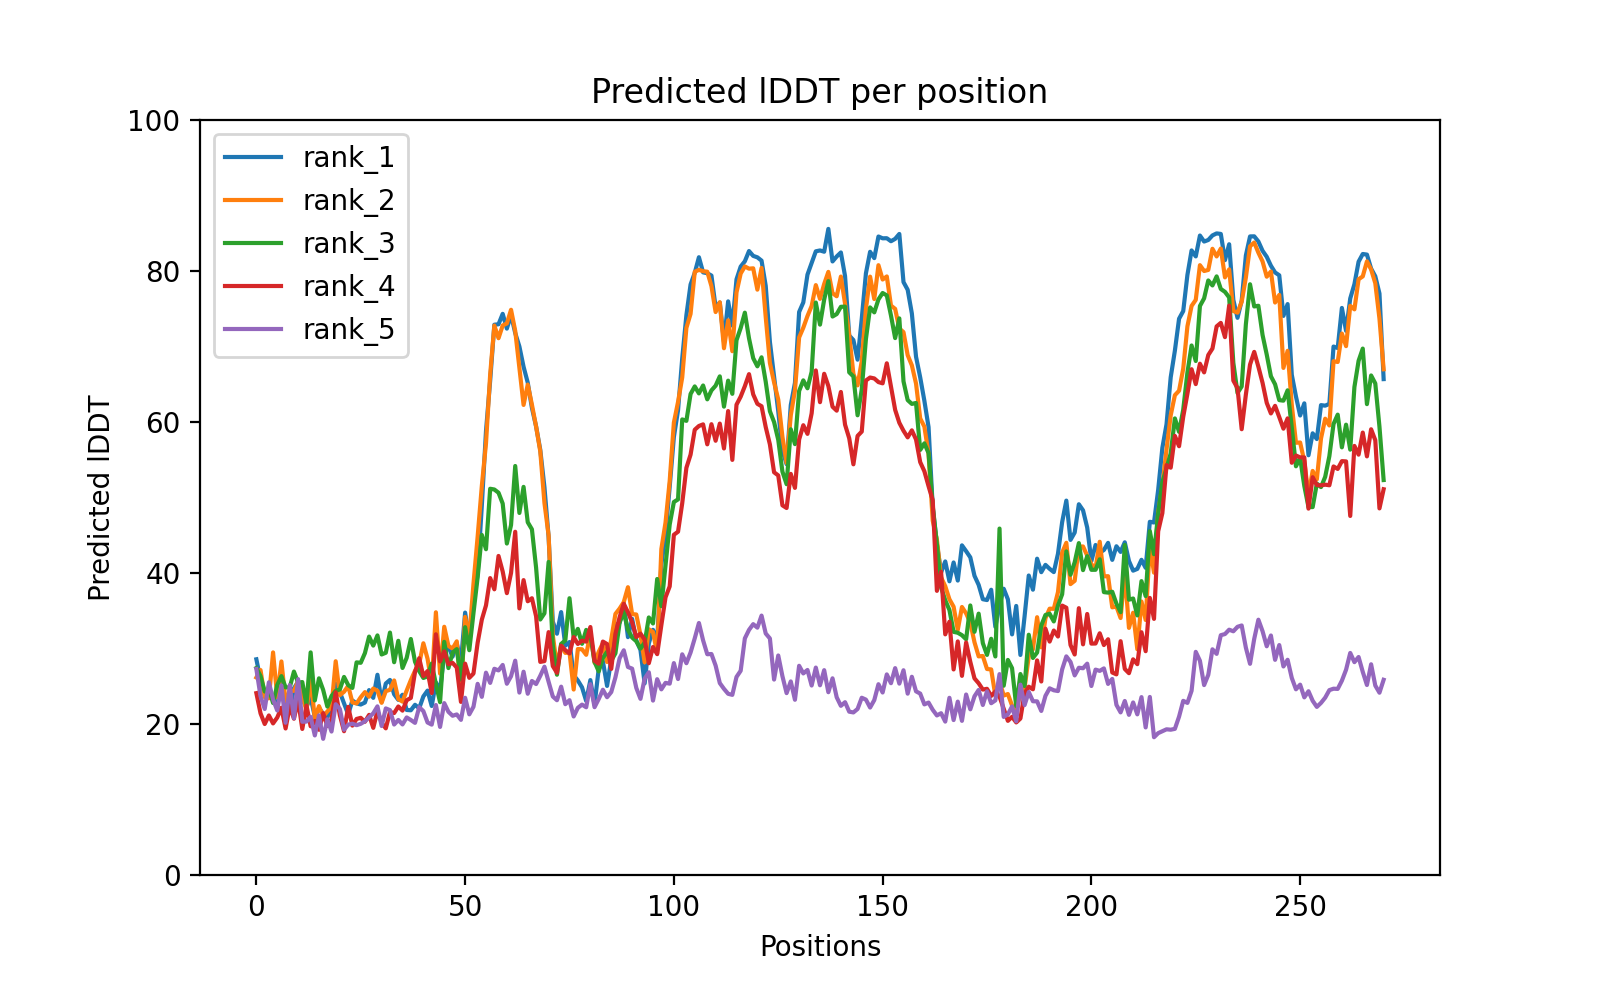 Predicted lDDT per position
100
80
60
40
20
0
Predicted lDDT
rank_1
rank_2
rank_3
rank_4
rank_5
0 50 100 150 200 250
Positions